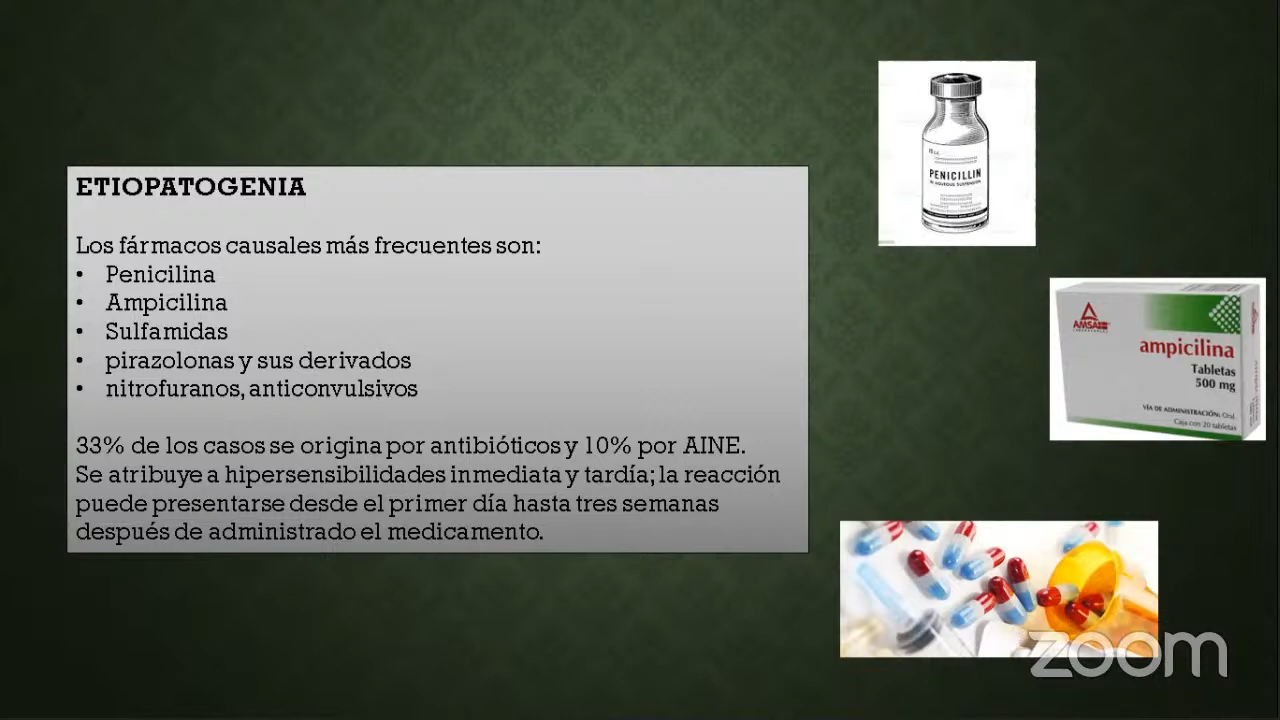 ETIOPATOGENIA
Los fármacos causales más frecuentes son:
• Penicilina
• Ampicilina
• Sulfamidas
• pirazolonas y sus derivados
• nitrofuranos, anticonvulsivos
33% de los casos se origina por antibióticos y 10% por AINE.
Se atribuye a hipersensibilidades inmediata y tardía; la reacción
puede presentarse desde el primer día hasta tres semanas
después de administrado el medicamento.
PENICILLIN
IN AQUEOUS SUSPENSION
AMSA
ampicilina
Tabletas
500 mg
VÍA DE ADMINISTRACIÓN: Oral.
Caja con 20 tabletas
zoom